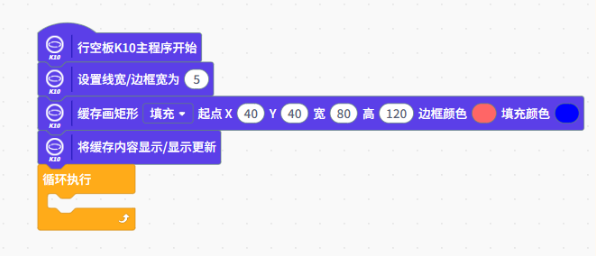 K10 行空板K10主程序开始
K10 设置线宽/边框宽为 5
K10 缓存画矩形 填充 起点 X 40 Y 40 宽 80 高 120 边框颜色 填充颜色
K10 将缓存内容显示/显示更新
循环执行